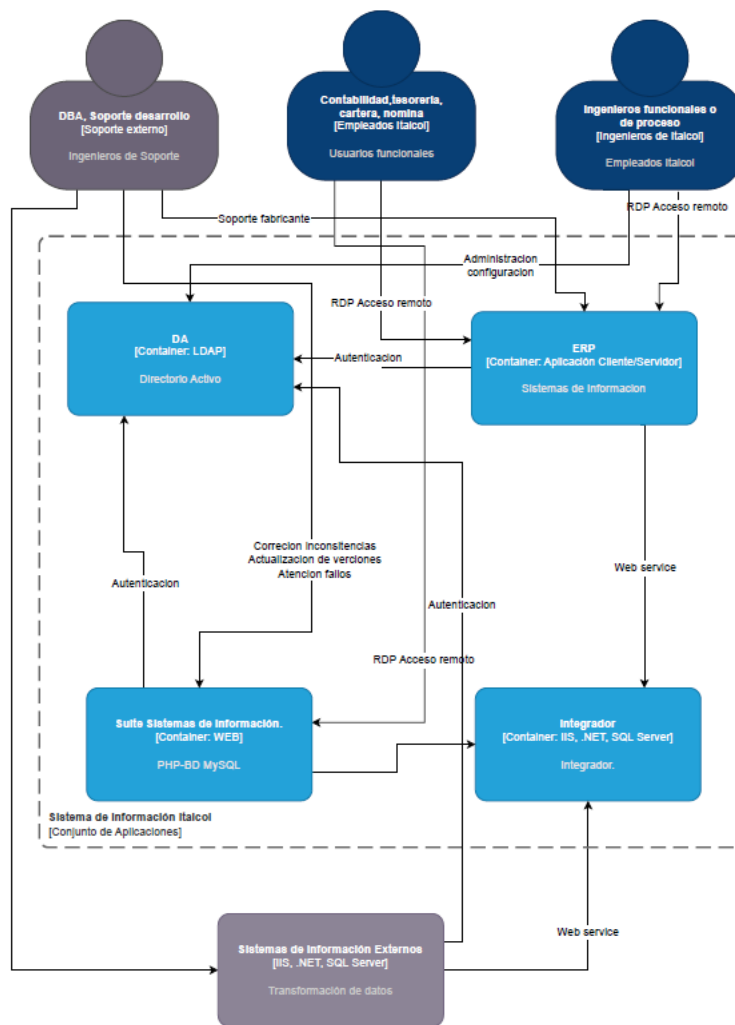 DBA, Soporte desarrollo
[Soporte externo]
Ingenieros de Soporte
Contabilidad,tesoreria,
cartera, nomina
[Empleados Italcol]
Usuarios funcionales
Ingenieros funcionales o
de proceso
[Ingenieros de Italcol]
Empleados Italcol
RDP Acceso remoto
Soporte fabricante
Administracion
configuracion
RDP Acceso remoto
DA
[Container: LDAP]
Directorio Activo
Autenticacion
ERP
[Container: Aplicación Cliente/Servidor]
Sistemas de Informacion
Correcion Inconsitencias
Actualizacion de verciones
Atencion fallos
Web service
Autenticacion
Autenticacion
RDP Acceso remoto
Suite Sistemas de Información.
[Container: WEB]
PHP-BD MySQL
Integrador
[Container: IIS, .NET, SQL Server]
Integrador.
Sistema de Información Italcol
[Conjunto de Aplicaciones]
Web service
Sistemas de Información Externos
[IIS, .NET, SQL Server]
Transformación de datos